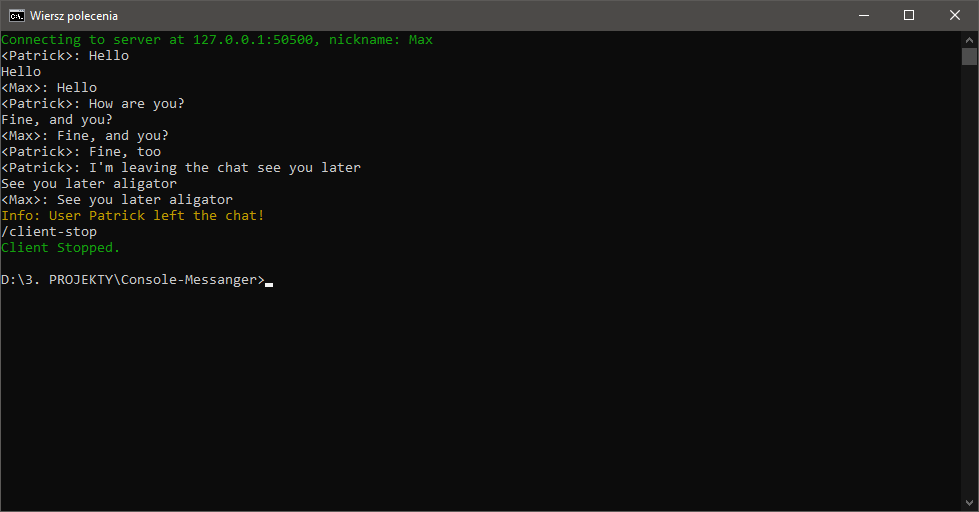 Wiersz polecenia
Connecting to server at 127.0.0.1:50500, nickname: Max
<Patrick>: Hello
Hello
<Max>: Hello
<Patrick>: How are you?
Fine, and you?
<Max>: Fine, and you?
<Patrick>: Fine, too
<Patrick>: I'm leaving the chat see you later
See you later aligator
<Max>: See you later aligator
Info: User Patrick left the chat!
/client-stop
Client Stopped.
D:\3. PROJEKTY\Console-Messanger>